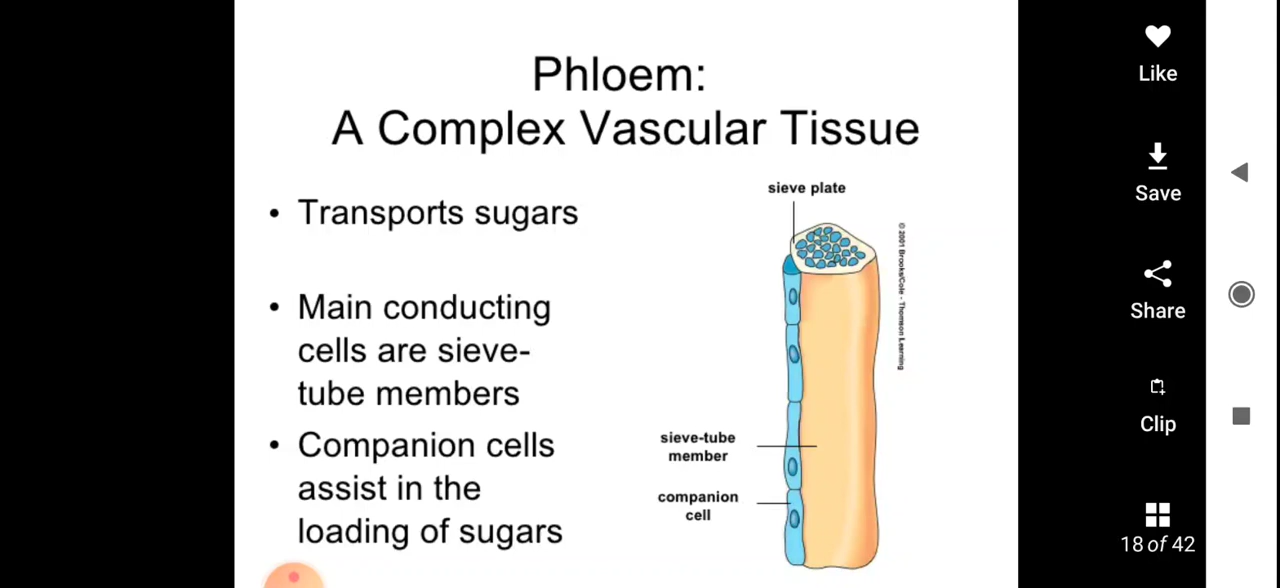 Phloem:
A Complex Vascular Tissue
• Transports sugars
• Main conducting
cells are sieve-
tube members
• Companion cells
assist in the
loading of sugars
sieve plate
© 2001 Brooks/Cole - Thomson Learning
sieve-tube
member
companion
cell
Like
Save
Share
Clip
18 of 42